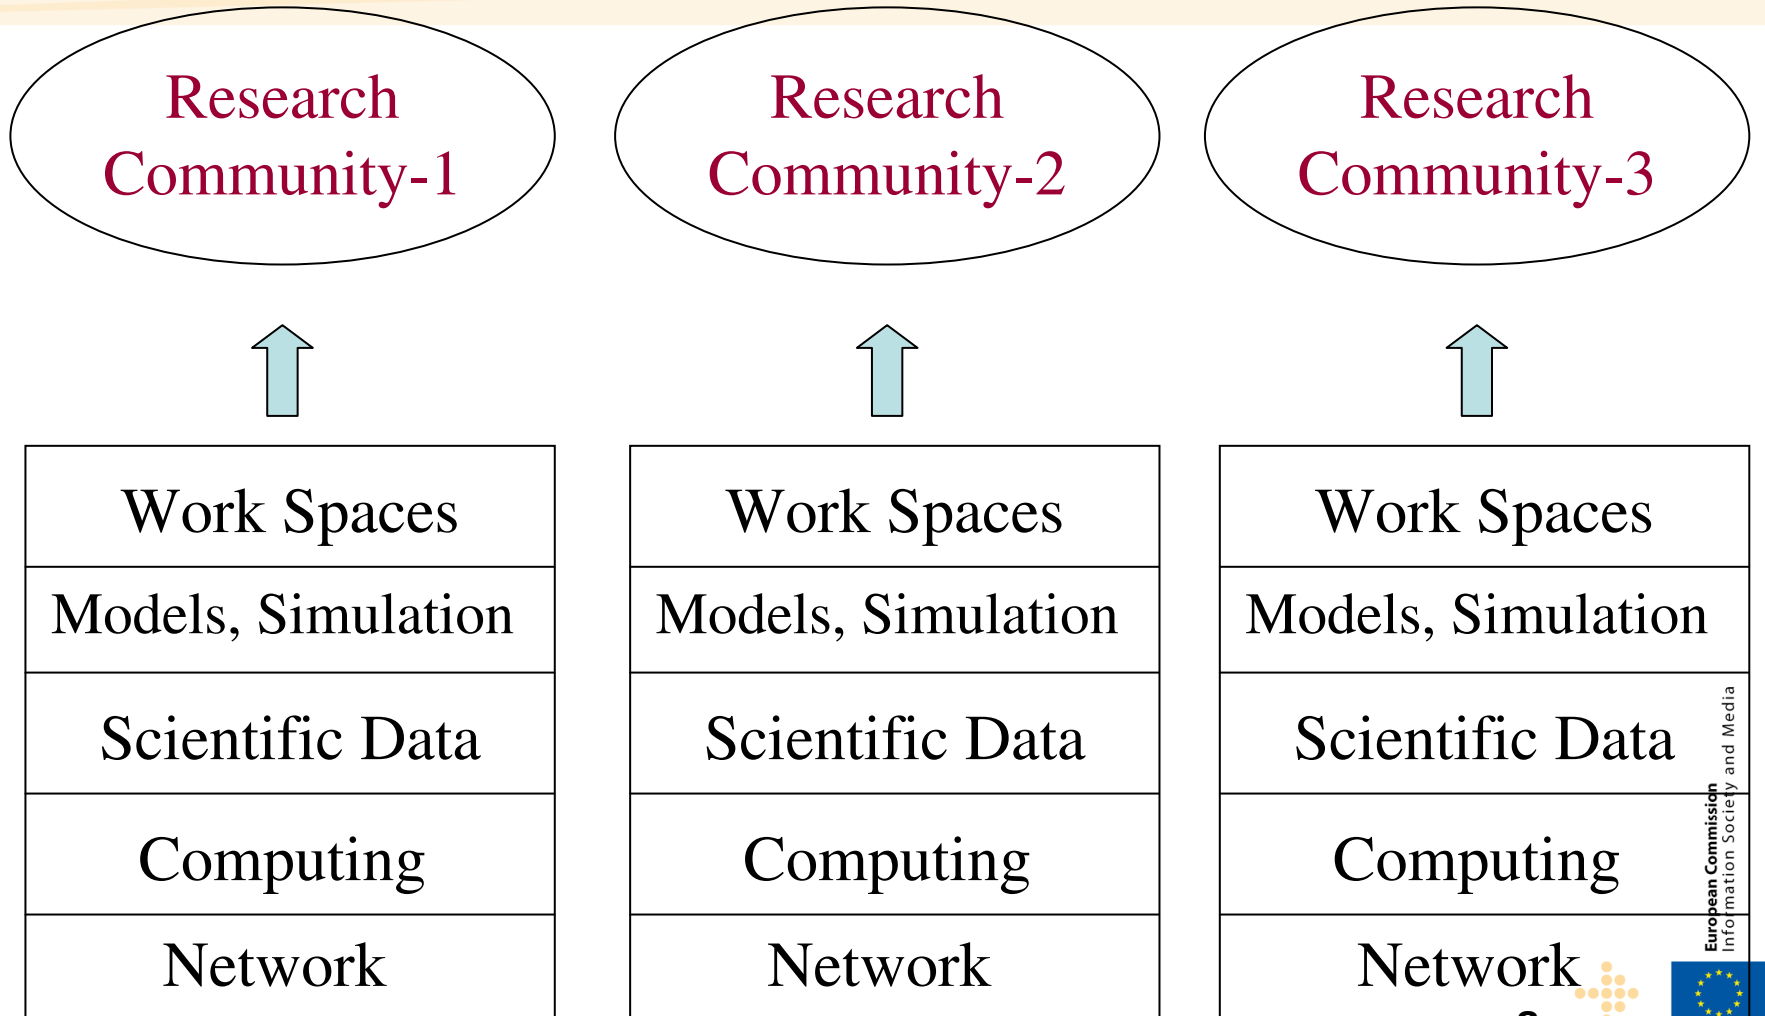 Research
Community-1
Research
Community-2
Research
Community-3
Work Spaces
Models, Simulation
Scientific Data
Computing
Network
Work Spaces
Models, Simulation
Scientific Data
Computing
Network
Work Spaces
Models, Simulation
Scientific Data
Computing
Network
European Commission
Information Society and Media